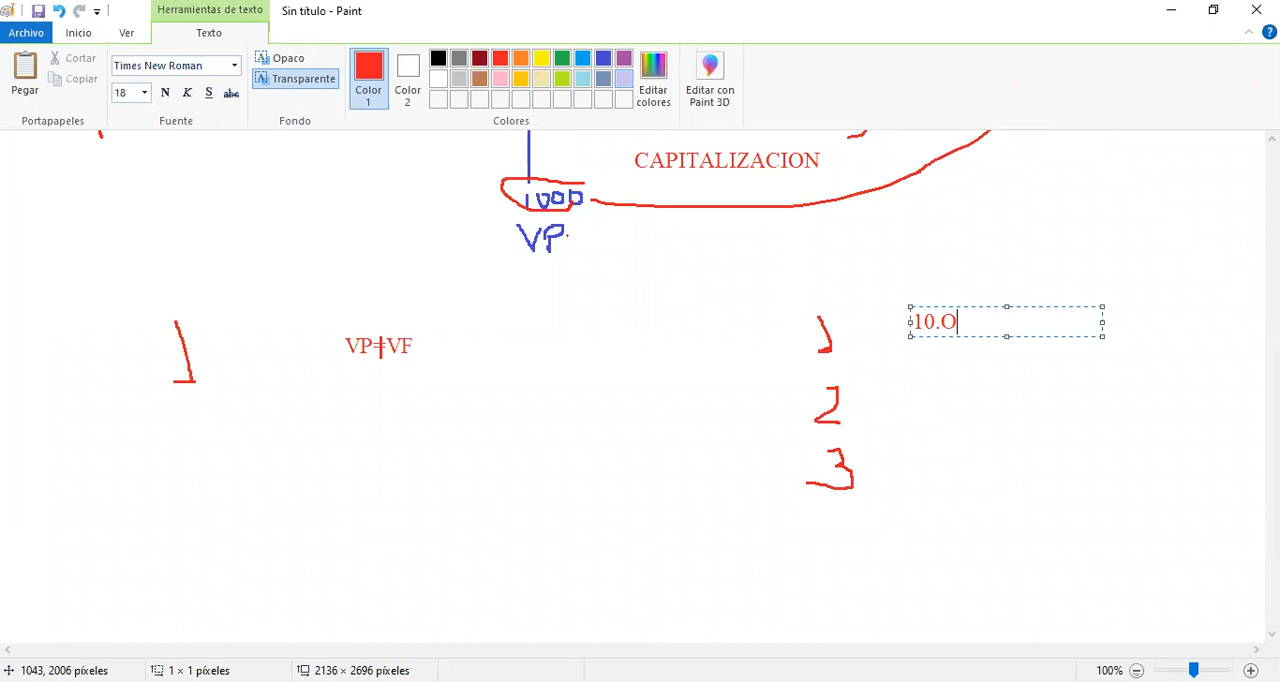 Herramientas de texto
Sin título - Paint
Archivo Inicio Ver Texto
Pegar
Cortar
Copiar
Portapapeles
Times New Roman
18 N K S abc
Fuente
Opaco
Transparente
Fondo
Color 1
Color 2
Colores
Editar colores
Editar con Paint 3D
CAPITALIZACION
1000
VP
1
VP=VF
1
10.O
2
3
1043, 2006 píxeles
1 × 1 píxeles
2136 × 2696 píxeles
100%